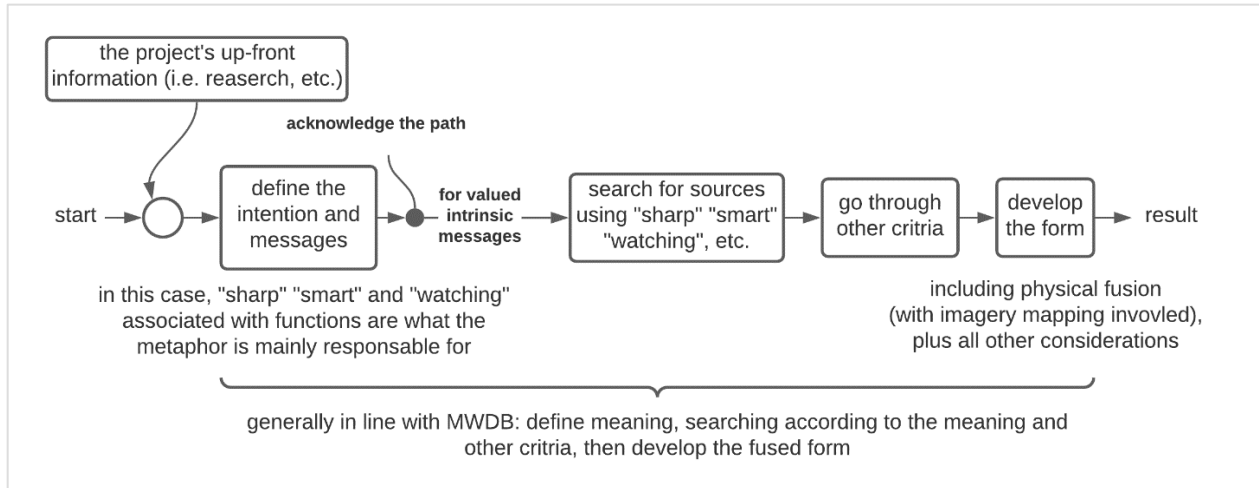 the project's up-front
information (i.e. reaserch, etc.)
acknowledge the path
start
define the
intention and
messages
for valued
intrinsic
messages
search for sources
using "sharp" "smart"
"watching", etc.
go through
other critria
develop
the form
result
in this case, "sharp" "smart" and "watching"
associated with functions are what the
metaphor is mainly responsable for
including physical fusion
(with imagery mapping invovled),
plus all other considerations
generally in line with MWDB: define meaning, searching according to the meaning and
other critria, then develop the fused form